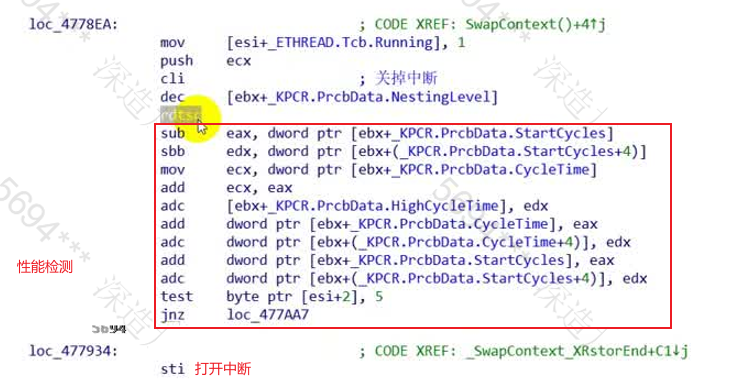 loc_4778EA: ; CODE XREF: SwapContext()+4↑j
mov [esi+_ETHREAD.Tcb.Running], 1
push ecx
cli ; 关掉中断
dec [ebx+_KPCR.PrcbData.NestingLevel]
rdtsc
sub eax, dword ptr [ebx+_KPCR.PrcbData.StartCycles]
sbb edx, dword ptr [ebx+(_KPCR.PrcbData.StartCycles+4)]
mov ecx, dword ptr [ebx+_KPCR.PrcbData.CycleTime]
add ecx, eax
adc [ebx+_KPCR.PrcbData.HighCycleTime], edx
add dword ptr [ebx+_KPCR.PrcbData.CycleTime], eax
adc dword ptr [ebx+(_KPCR.PrcbData.CycleTime+4)], edx
add dword ptr [ebx+_KPCR.PrcbData.StartCycles], eax
adc dword ptr [ebx+(_KPCR.PrcbData.StartCycles+4)], edx
性能检测
test byte ptr [esi+2], 5
jnz loc_477AA7
loc_477934: ; CODE XREF: _SwapContext_XRstorEnd+C1↓j
sti 打开中断